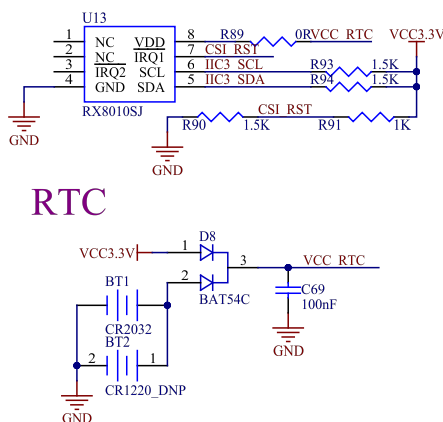 U13
1 NC VDD 8 R89 0R VCC_RTC VCC3.3V
2 NC IRQ1 7 CSI_RST
3 IRQ2 SCL 6 IIC3_SCL R93 1.5K
4 GND SDA 5 IIC3_SDA R94 1.5K
RX8010SJ
CSI_RST
R90 1.5K R91 1K
GND
GND
RTC
D8
VCC3.3V 1
3 VCC_RTC
BT1 2
BAT54C
C69
100nF
CR2032
BT2
2 1
GND
CR1220_DNP
GND